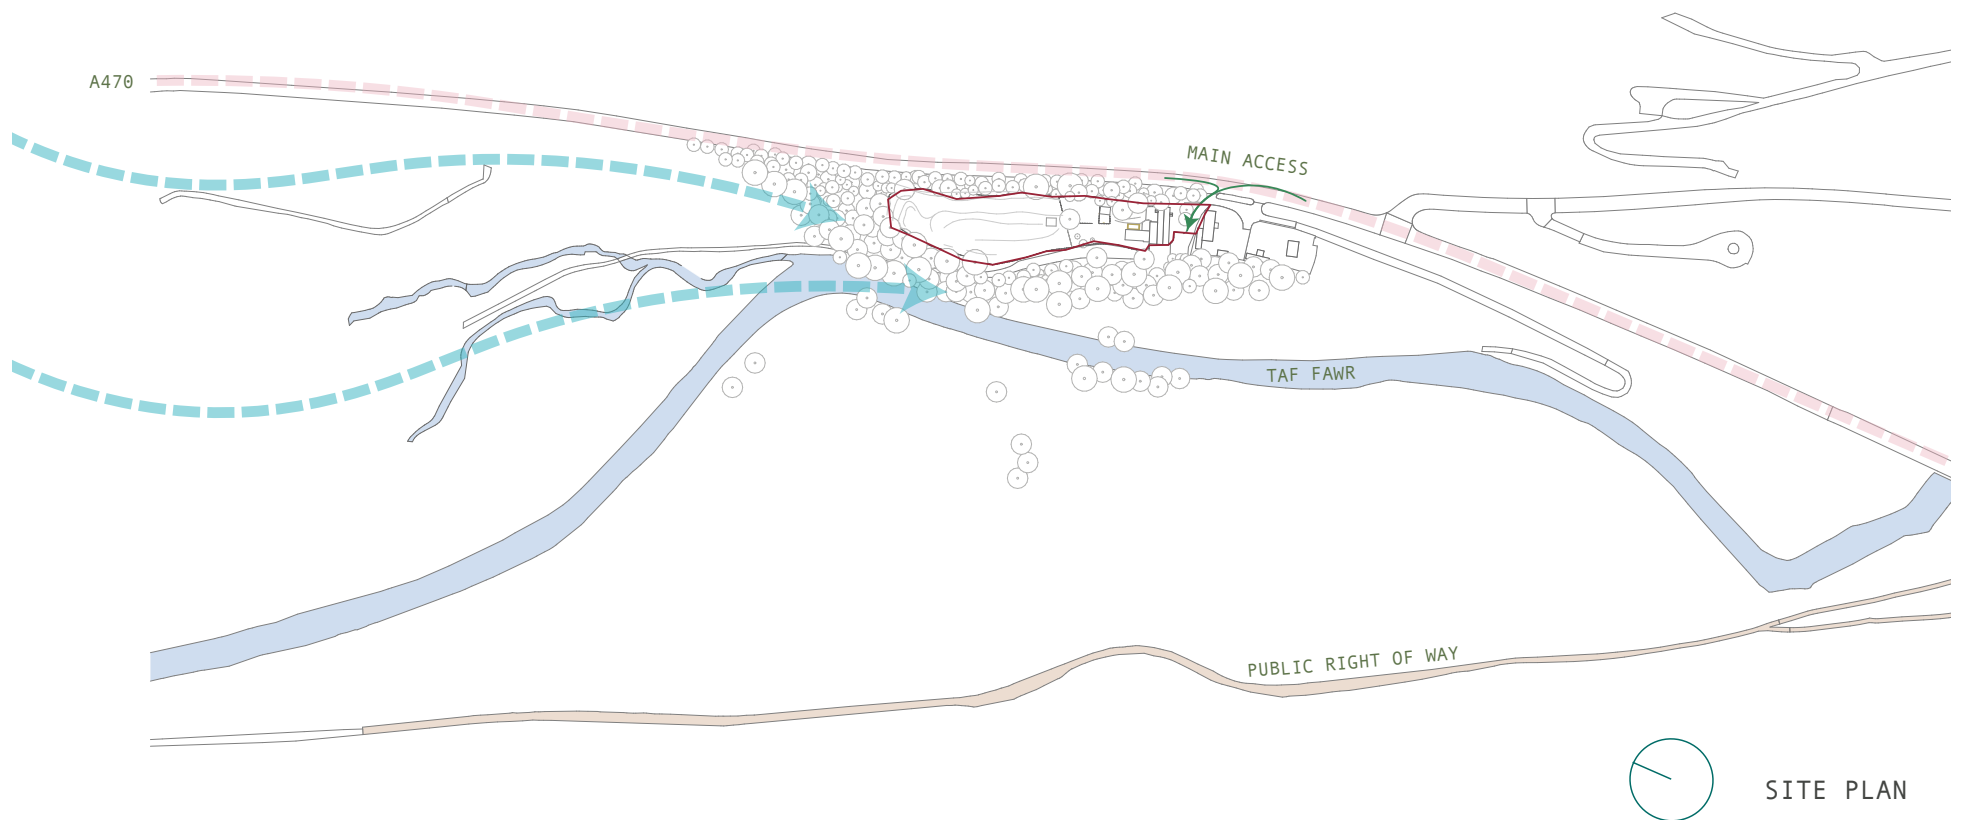 A470
MAIN ACCESS
TAF FAWR
PUBLIC RIGHT OF WAY
SITE PLAN